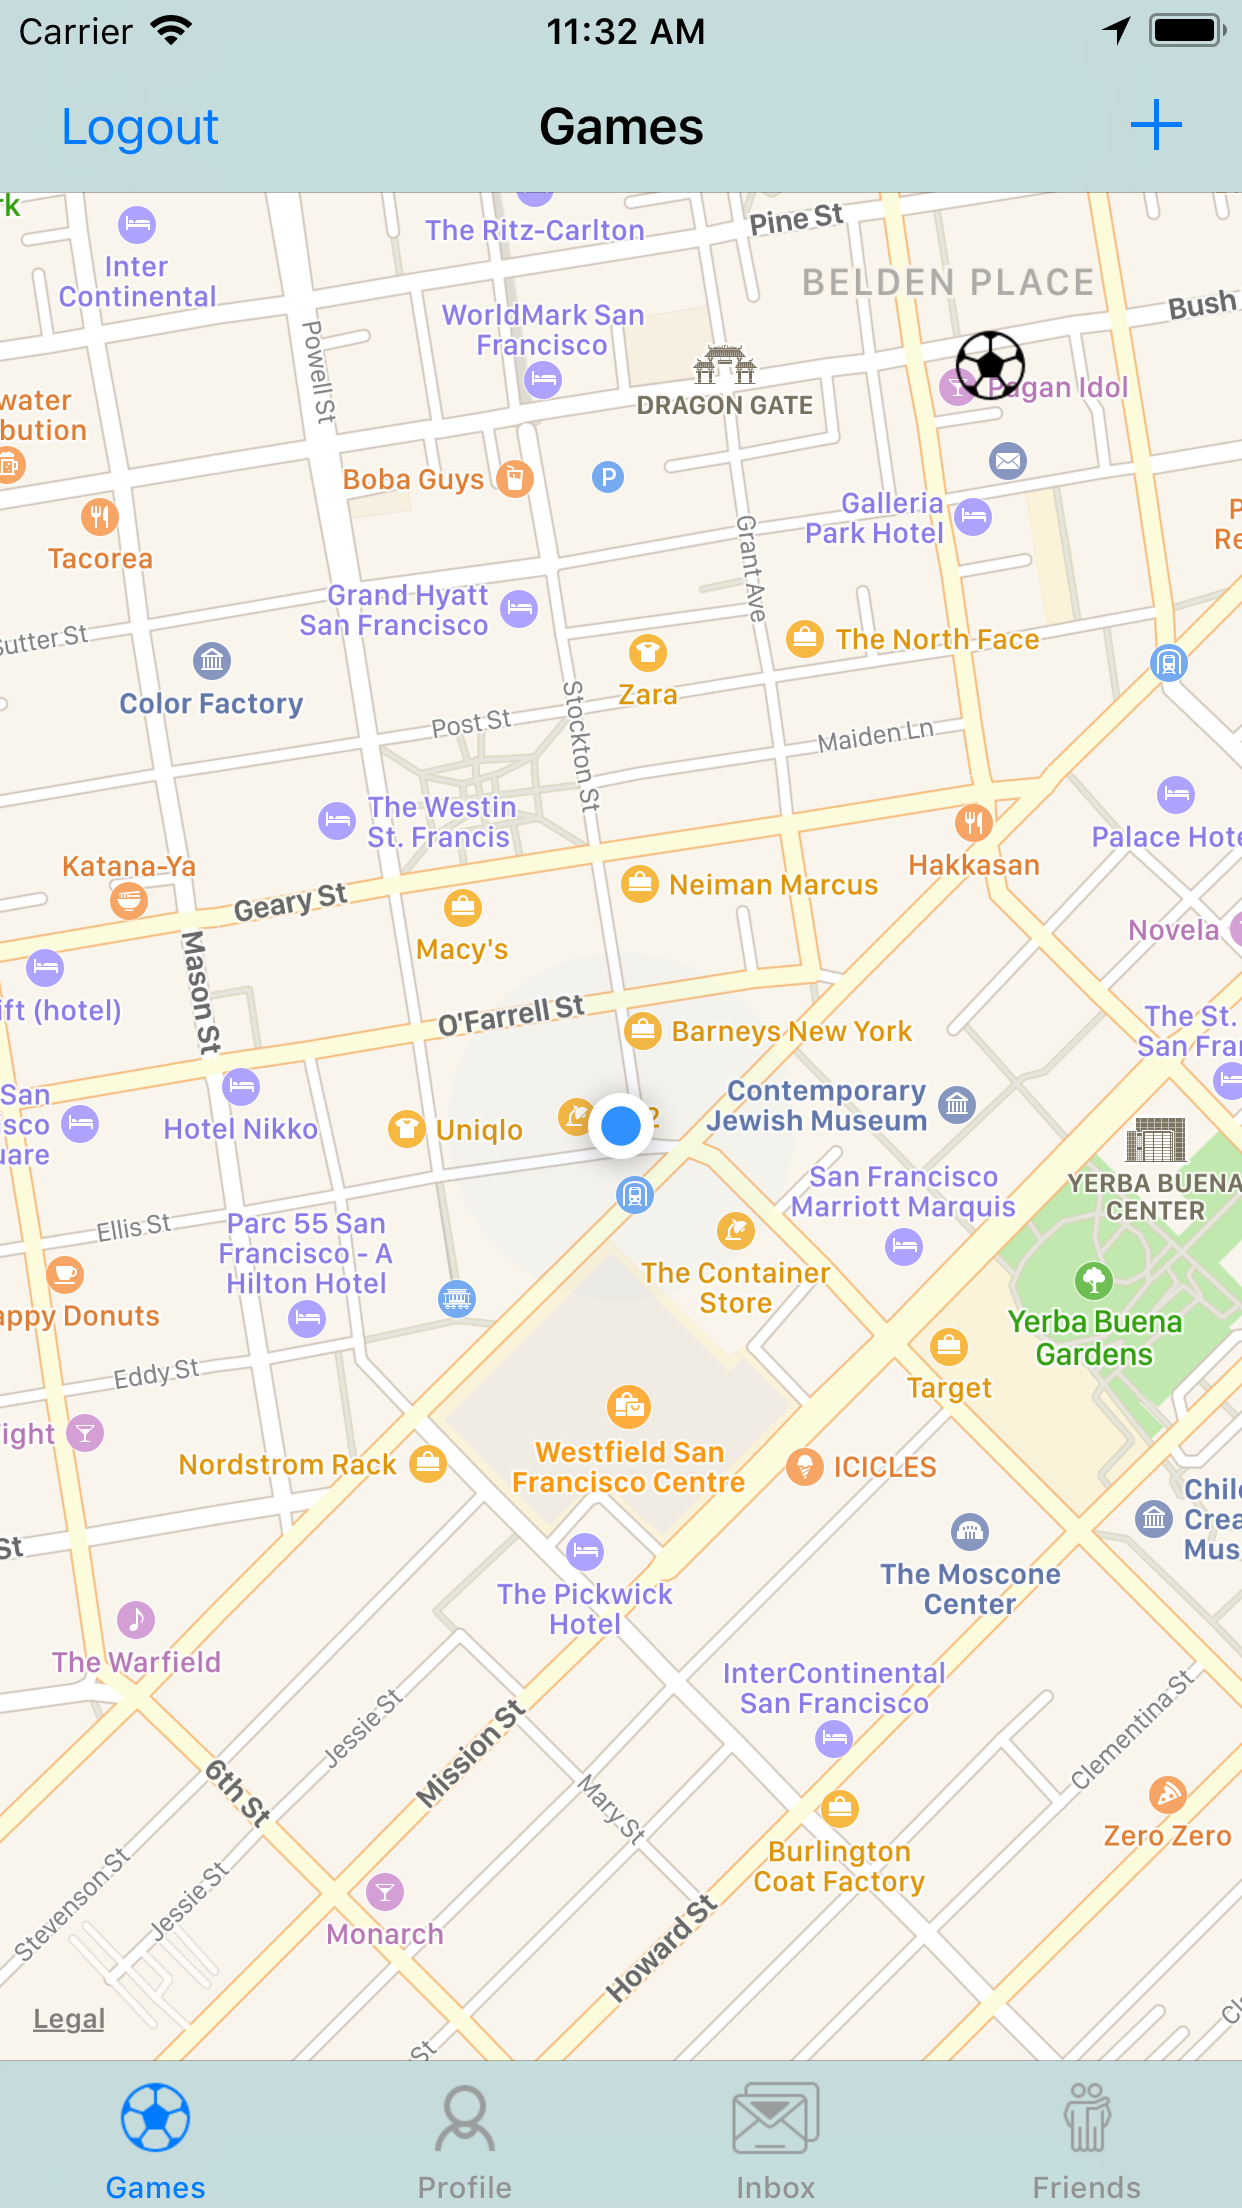 Carrier
11:32 AM
Logout
Games
rk
The Ritz-Carlton
Pine St
Inter
Continental
BELDEN PLACE
Bush
WorldMark San
Francisco
Powell St
DRAGON GATE
Pagan Idol
water
bution
Boba Guys
P
Galleria
Park Hotel
P
Re
Tacorea
Grant Ave
Grand Hyatt
San Francisco
Sutter St
The North Face
Color Factory
Zara
Post St
Stockton St
Maiden Ln
The Westin
St. Francis
Palace Hote
Katana-Ya
Hakkasan
Geary St
Neiman Marcus
Macy's
Novela
Mason St
ift (hotel)
O'Farrell St
Barneys New York
The St.
San Fran
San
isco
uare
Contemporary
Jewish Museum
Hotel Nikko
Uniqlo
2
YERBA BUENA
CENTER
San Francisco
Marriott Marquis
Ellis St
Parc 55 San
Francisco - A
Hilton Hotel
The Container
Store
appy Donuts
Yerba Buena
Gardens
Eddy St
Target
ight
Nordstrom Rack
Westfield San
Francisco Centre
ICICLES
Chil
Crea
Mus
St
The Moscone
Center
The Pickwick
Hotel
The Warfield
InterContinental
San Francisco
Jessie St
Mission St
Clementina St
6th St
Mary St
Zero Zero
Burlington
Coat Factory
Stevenson St
Jessie St
Monarch
Howard St
Legal
St
Games
Profile
Inbox
Friends